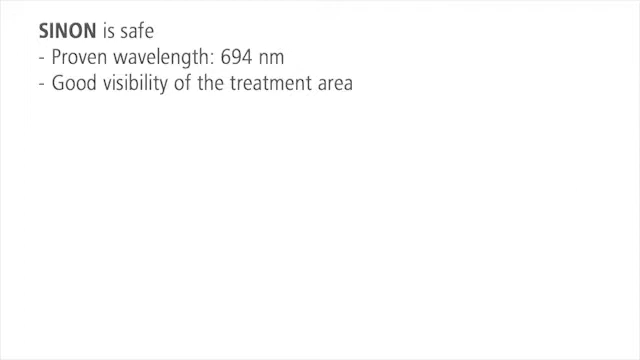 SINON is safe
- Proven wavelength: 694 nm
- Good visibility of the treatment area